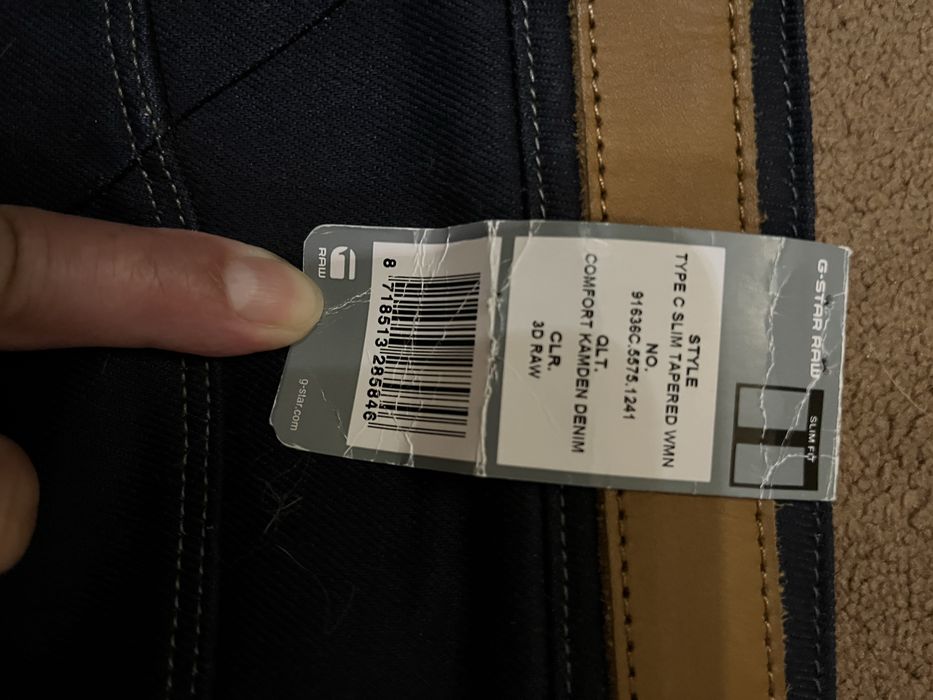 G-STAR RAW
SLIM FIT
STYLE
TYPE C SLIM TAPERED WMN
NO.
91636C.5575.1241
QLT.
COMFORT KAMDEN DENIM
CLR.
3D RAW
8 718513 285846
RAW
g-star.com